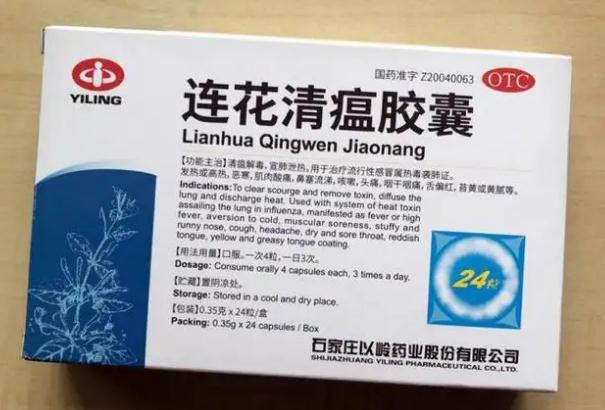 YILING
国药准字 Z20040063
OTC
连花清瘟胶囊
Lianhua Qingwen Jiaonang
【功能主治】清瘟解毒，宣肺泄热。用于治疗流行性感冒属热毒袭肺证。
发热或高热，恶寒，肌肉酸痛，鼻塞流涕，咳嗽，头痛，咽干咽痛，舌偏红，苔黄或黄腻等。
Indications:To clear scourge and remove toxin, diffuse the
lung and discharge heat. Used with system of heat toxin
assailing the lung in influenza, manifested as fever or high
fever, aversion to cold, muscular soreness, stuffy and
runny nose, cough, headache, dry and sore throat, reddish
tongue, yellow and greasy tongue coating.
【用法用量】口服。一次4粒，一日3次。
Dosage: Consume orally 4 capsules each, 3 times a day.
【贮藏】置阴凉处。
Storage: Stored in a cool and dry place.
【包装】0.35克 x 24粒/盒
Packing: 0.35g x 24 capsules / Box
24粒
石家庄以岭药业股份有限公司
SHIJIAZHUANG YILING PHARMACEUTICAL CO.,LTD.